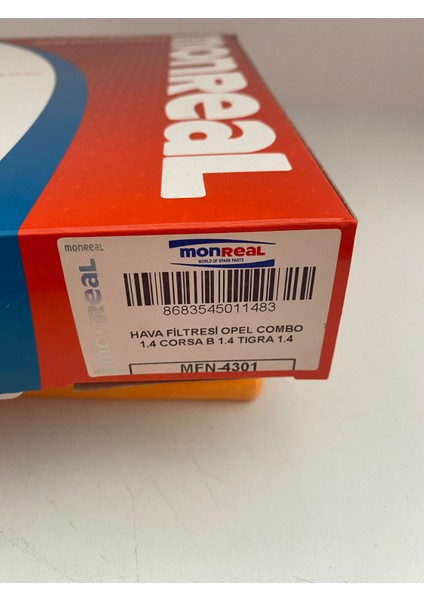 monReaL
monReaL
monReaL
monReaL
WORLD OF SPARE PARTS
8683545011483
HAVA FİLTRESİ OPEL COMBO
1.4 CORSA B 1.4 TIGRA 1.4
MFN-4301